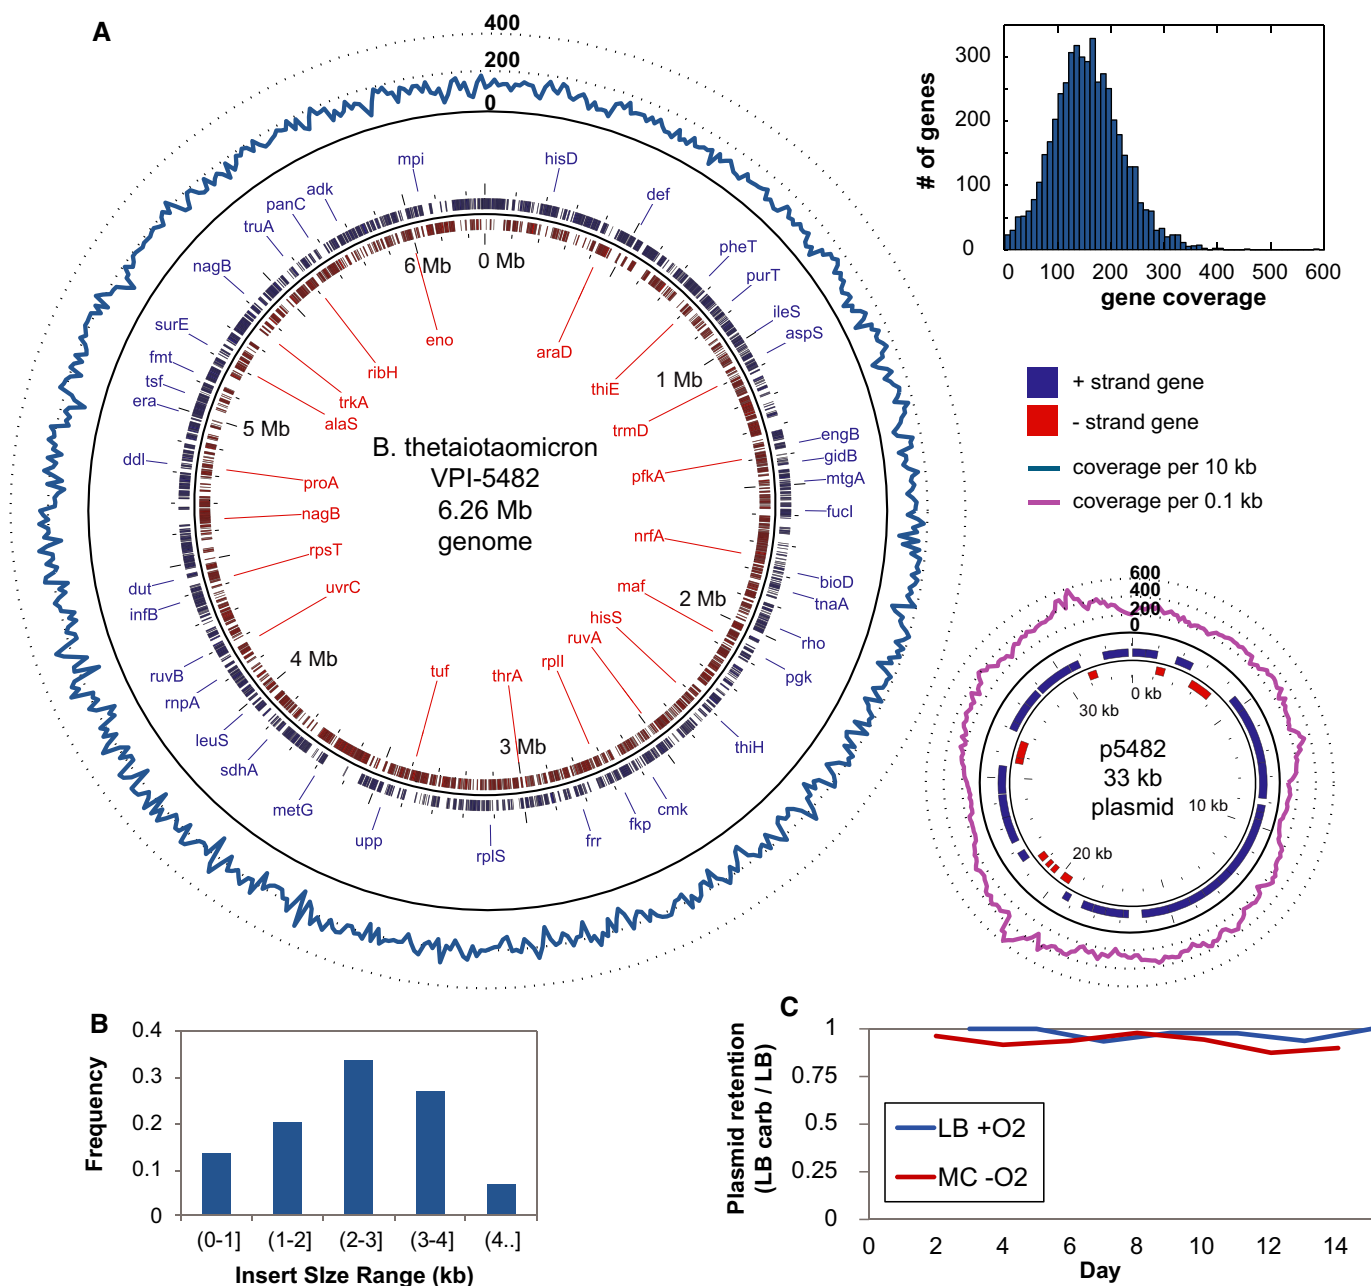 A
400
200
0
mpi
hisD
adk
panC
truA
nagB
surE
fmt
tsf
era
ddl
dut
infB
ruvB
rnpA
leuS
sdhA
metG
upp
rplS
frr
fkp
cmk
thiH
pgk
rho
tnaA
bioD
fucI
mtgA
gidB
engB
aspS
ileS
purT
pheT
def
6 Mb
0 Mb
1 Mb
2 Mb
3 Mb
4 Mb
5 Mb
eno
araD
thiE
trmD
pfkA
nrfA
maf
hisS
ruvA
rplI
thrA
tuf
uvrC
rpsT
nagB
proA
alaS
trkA
ribH
B. thetaiotaomicron
VPI-5482
6.26 Mb
genome
# of genes
300
200
100
0
0 100 200 300 400 500 600
gene coverage
+ strand gene
- strand gene
coverage per 10 kb
coverage per 0.1 kb
600
400
200
0
0 kb
30 kb
10 kb
20 kb
p5482
33 kb
plasmid
B
Frequency
0.4
0.3
0.2
0.1
0
(0-1] (1-2] (2-3] (3-4] (4..]
Insert SIze Range (kb)
C
Plasmid retention
(LB carb / LB)
1
0.75
0.5
0.25
0
LB +O2
MC -O2
0 2 4 6 8 10 12 14
Day